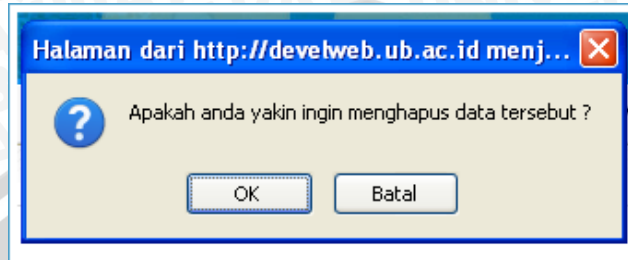 Halaman dari http://develweb.ub.ac.id menj...
Apakah anda yakin ingin menghapus data tersebut ?
OK
Batal